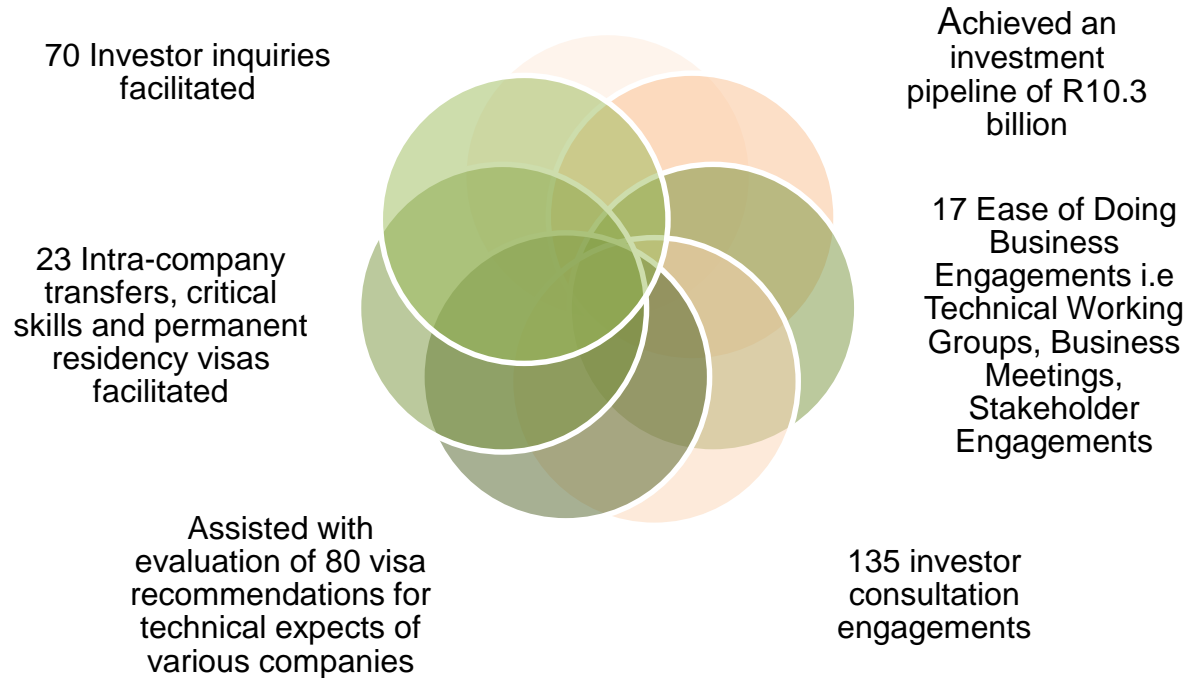 70 Investor inquiries
facilitated
Achieved an
investment
pipeline of R10.3
billion
17 Ease of Doing
Business
Engagements i.e
Technical Working
Groups, Business
Meetings,
Stakeholder
Engagements
23 Intra-company
transfers, critical
skills and permanent
residency visas
facilitated
Assisted with
evaluation of 80 visa
recommendations for
technical expects of
various companies
135 investor
consultation
engagements